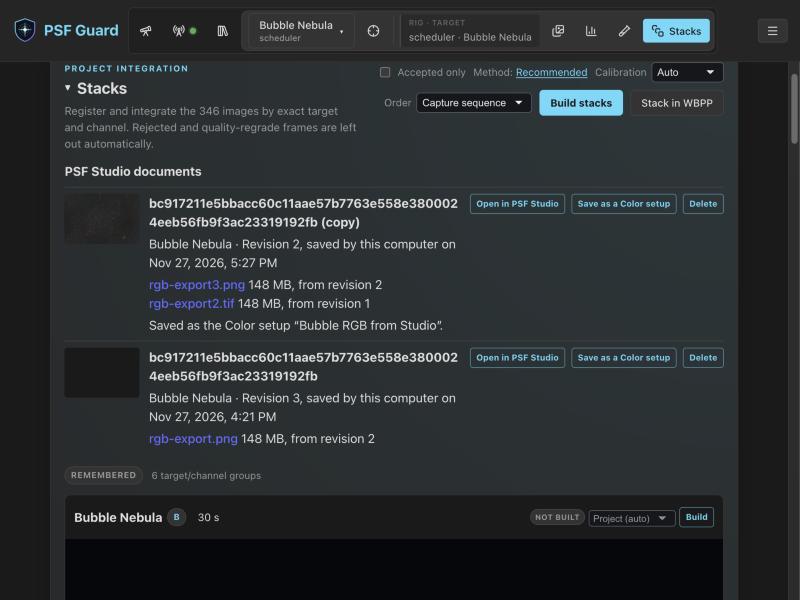 PSF Guard
Bubble Nebula
scheduler
RIG · TARGET
scheduler · Bubble Nebula
Stacks
PROJECT INTEGRATION
Stacks
Register and integrate the 346 images by exact target
and channel. Rejected and quality-regrade frames are left
out automatically.
Accepted only Method: Recommended Calibration Auto
Order Capture sequence Build stacks Stack in WBPP
PSF Studio documents
bc917211e5bbacc60c11aae57b7763e558e380002
4eeb56fb9f3ac23319192fb (copy)
Open in PSF Studio Save as a Color setup Delete
Bubble Nebula · Revision 2, saved by this computer on
Nov 27, 2026, 5:27 PM
rgb-export3.png 148 MB, from revision 2
rgb-export2.tif 148 MB, from revision 1
Saved as the Color setup “Bubble RGB from Studio”.
bc917211e5bbacc60c11aae57b7763e558e380002
4eeb56fb9f3ac23319192fb
Open in PSF Studio Save as a Color setup Delete
Bubble Nebula · Revision 3, saved by this computer on
Nov 27, 2026, 4:21 PM
rgb-export.png 148 MB, from revision 2
REMEMBERED 6 target/channel groups
Bubble Nebula B 30 s NOT BUILT Project (auto) Build